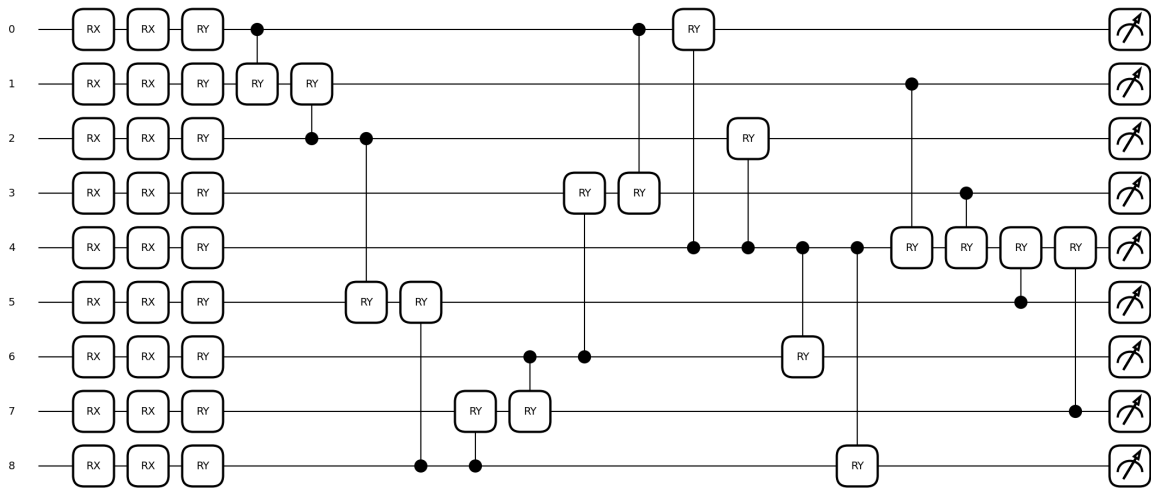 0 RX RX RY RY
1 RX RX RY RY RY
2 RX RX RY RY
3 RX RX RY RY RY
4 RX RX RY RY RY RY RY
5 RX RX RY RY RY
6 RX RX RY RY
7 RX RX RY RY RY
8 RX RX RY RY